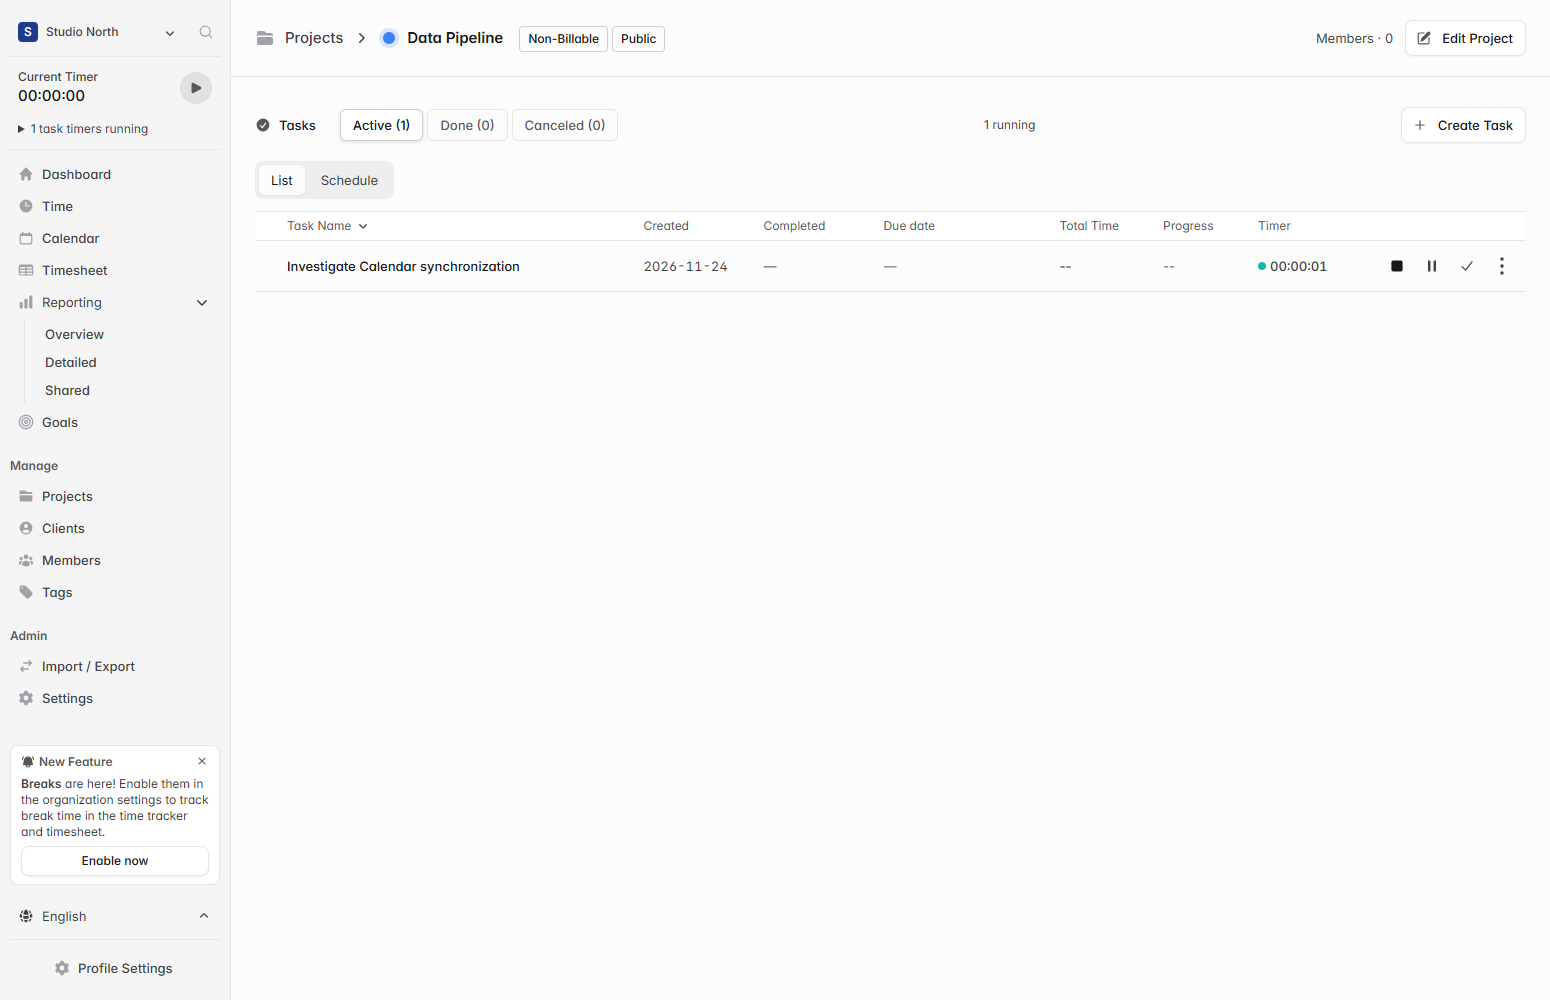 S Studio North
Current Timer
00:00:00
1 task timers running
Dashboard
Time
Calendar
Timesheet
Reporting
Overview
Detailed
Shared
Goals
Manage
Projects
Clients
Members
Tags
Admin
Import / Export
Settings
New Feature
Breaks are here! Enable them in
the organization settings to track
break time in the time tracker
and timesheet.
Enable now
English
Profile Settings
Projects Data Pipeline Non-Billable Public Members · 0 Edit Project
Tasks Active (1) Done (0) Canceled (0) 1 running Create Task
List Schedule
Task Name Created Completed Due date Total Time Progress Timer
Investigate Calendar synchronization 2026-11-24 — — -- -- 00:00:01